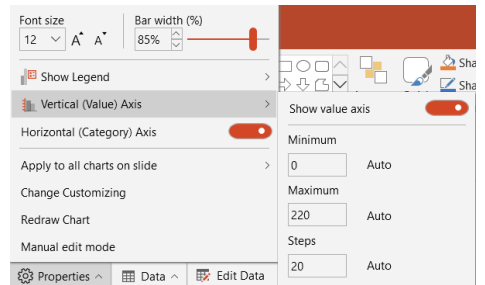 Font size
Bar width (%)
12
A A
85%
Show Legend
Vertical (Value) Axis
Horizontal (Category) Axis
Apply to all charts on slide
Change Customizing
Redraw Chart
Manual edit mode
Properties
Data
Edit Data
Sha
Sha
Show value axis
Minimum
0 Auto
Maximum
220 Auto
Steps
20 Auto